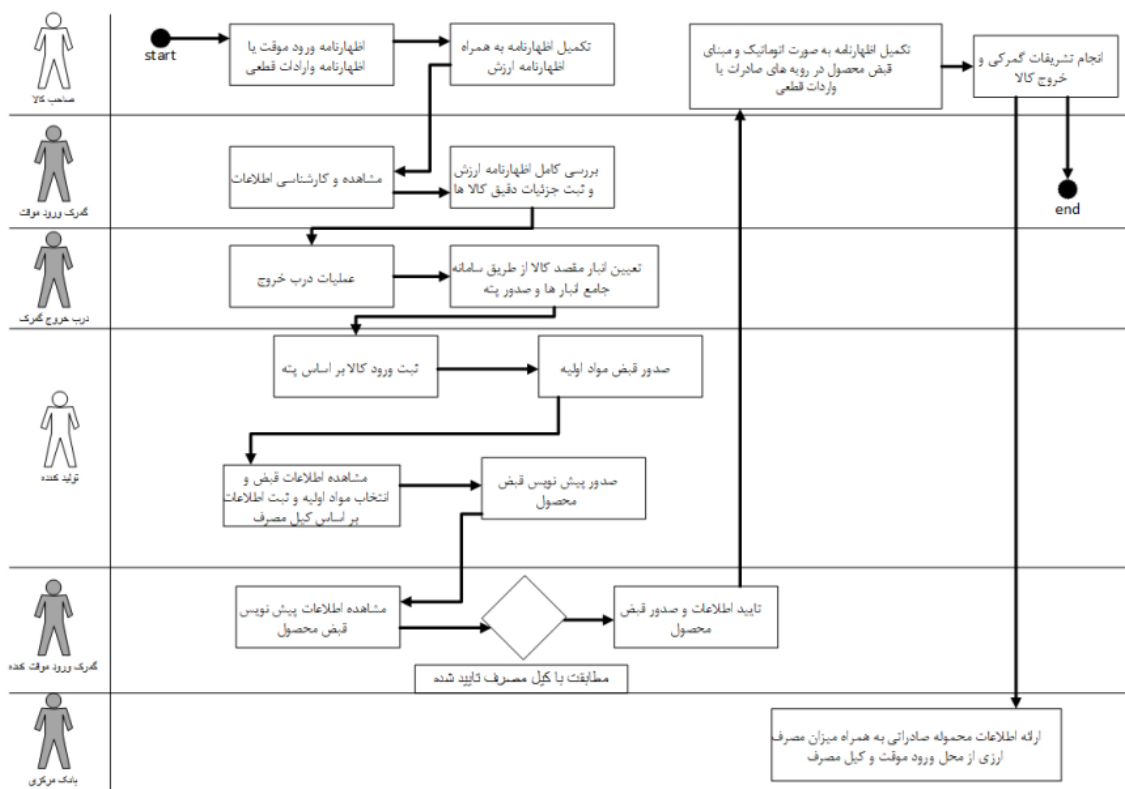 start
اظهارنامه ورود موقت یا
اظهارنامه واردات قطعی
تکمیل اظهارنامه به همراه
اظهارنامه ارزش
تکمیل اظهارنامه به صورت اتوماتیک و مبنای
قبض محصول در رویه های صادرات یا
واردات قطعی
انجام تشریفات گمرکی و
خروج کالا
صاحب کالا
مشاهده و کارشناسی اطلاعات
بررسی کامل اظهارنامه ارزش
و ثبت جزئیات دقیق کالا ها
end
گمرک ورود موقت
عملیات درب خروج
تعیین انبار مقصد کالا از طریق سامانه
جامع انبار ها و صدور پته
درب خروج گمرک
ثبت ورود کالا بر اساس پته
صدور قبض مواد اولیه
تولید کننده
مشاهده اطلاعات قبض و
انتخاب مواد اولیه و ثبت اطلاعات
بر اساس کیل مصرف
صدور پیش نویس قبض
محصول
مشاهده اطلاعات پیش نویس
قبض محصول
تایید اطلاعات و صدور قبض
محصول
گمرک ورود موقت کننده
مطابقت با کیل مصرف تایید شده
ارائه اطلاعات محموله صادراتی به همراه میزان مصرف
ارزی از محل ورود موقت و کیل مصرف
بانک مرکزی